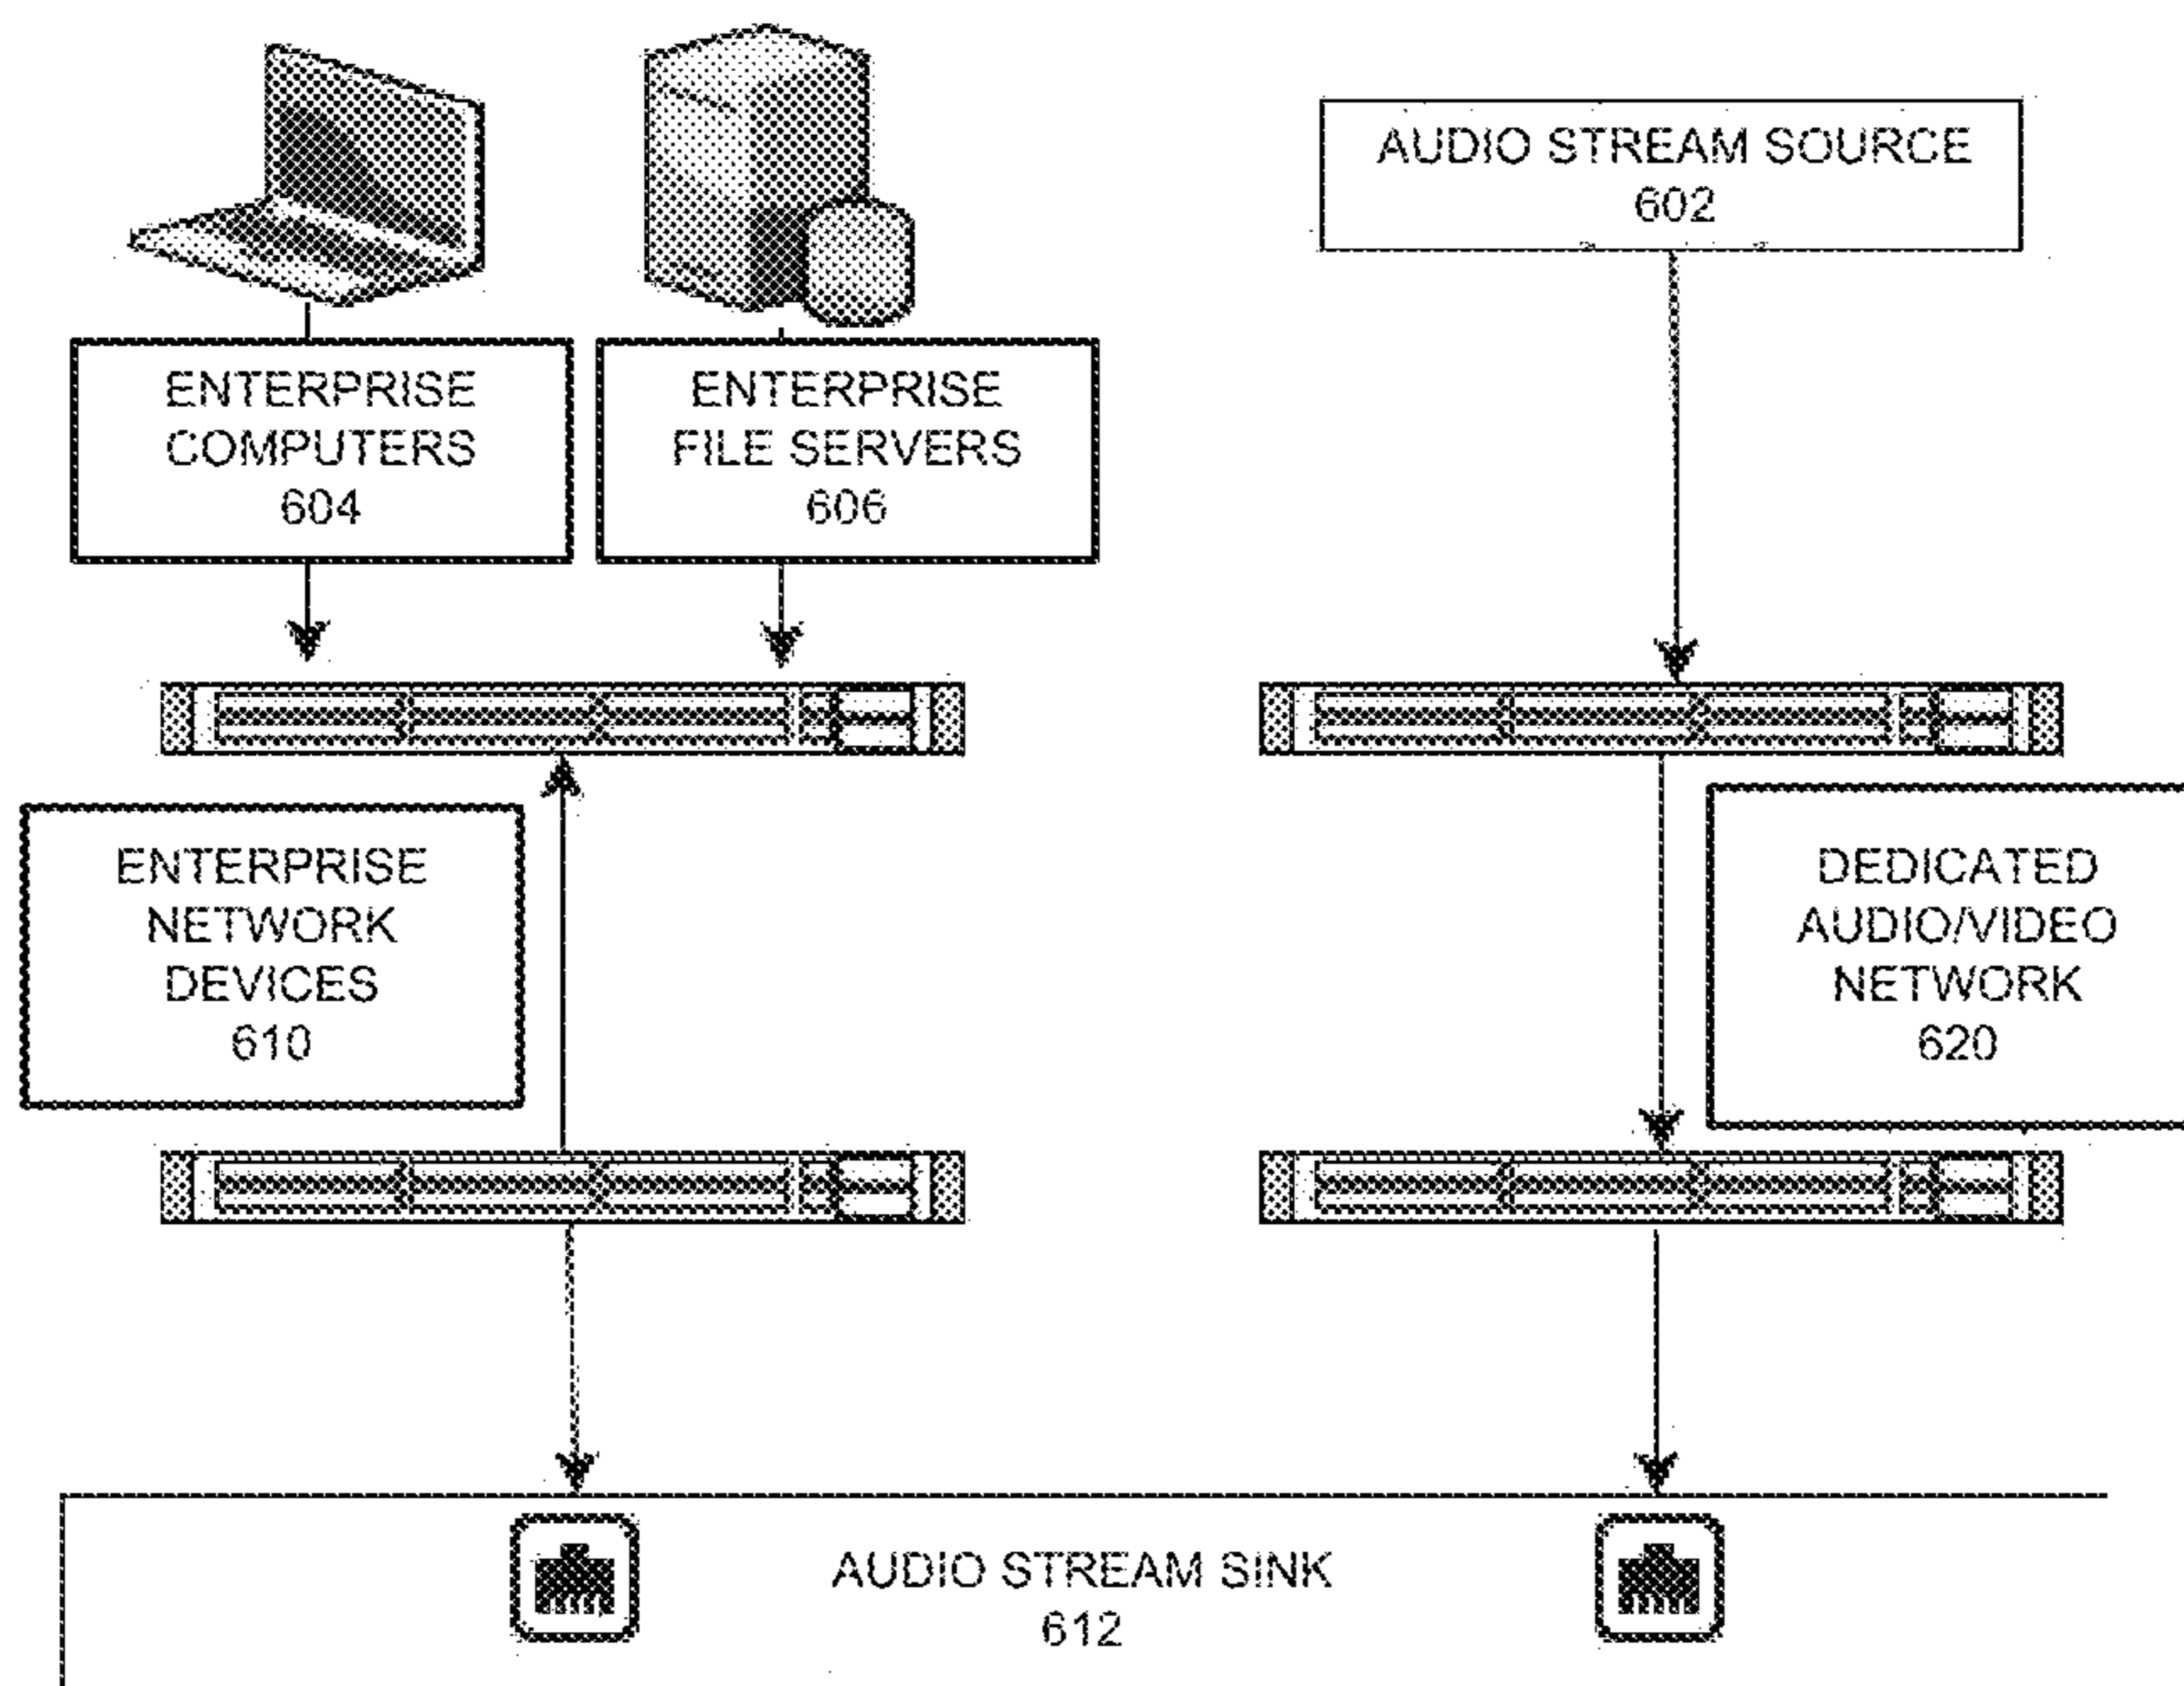 AUDIO STREAM SOURCE
602
ENTERPRISE
COMPUTERS
604
ENTERPRISE
FILE SERVERS
606
ENTERPRISE
NETWORK
DEVICES
610
DEDICATED
AUDIO/VIDEO
NETWORK
620
AUDIO STREAM SINK
612